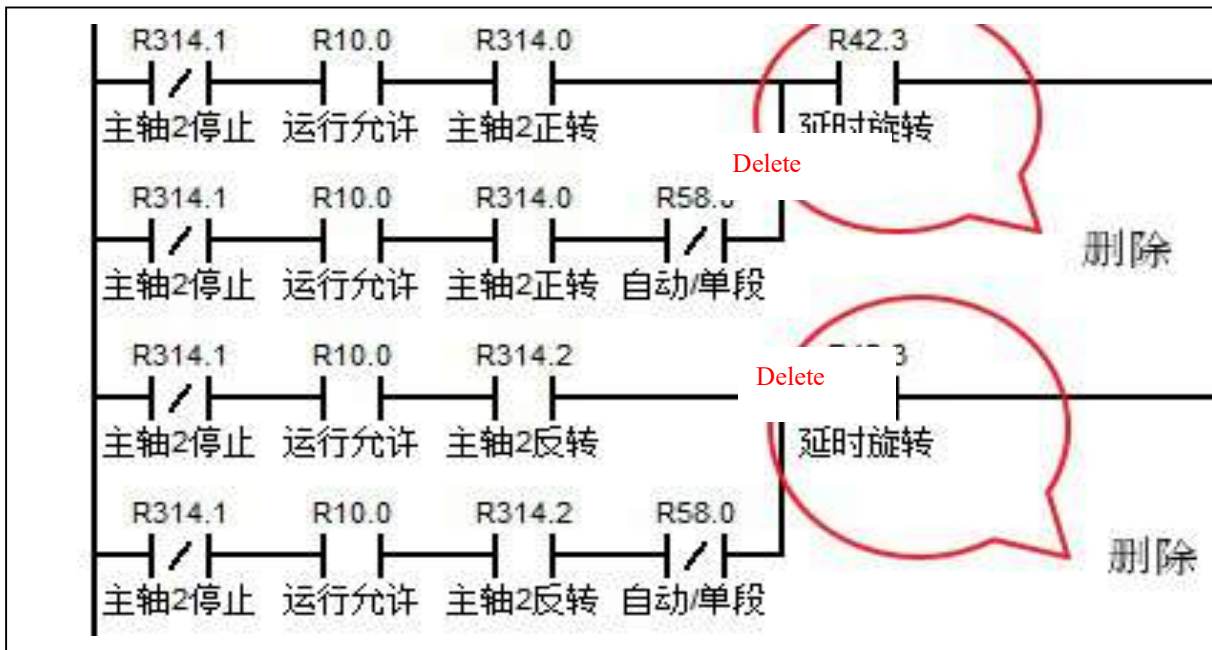 R314.1 R10.0 R314.0 R42.3
主轴2停止 运行允许 主轴2正转 延时旋转
Delete
R314.1 R10.0 R314.0
主轴2停止 运行允许 主轴2正转 自动/单段
删除
R314.1 R10.0 R314.2
Delete
主轴2停止 运行允许 主轴2反转 延时旋转
R314.1 R10.0 R314.2 R58.0
主轴2停止 运行允许 主轴2反转 自动/单段
删除